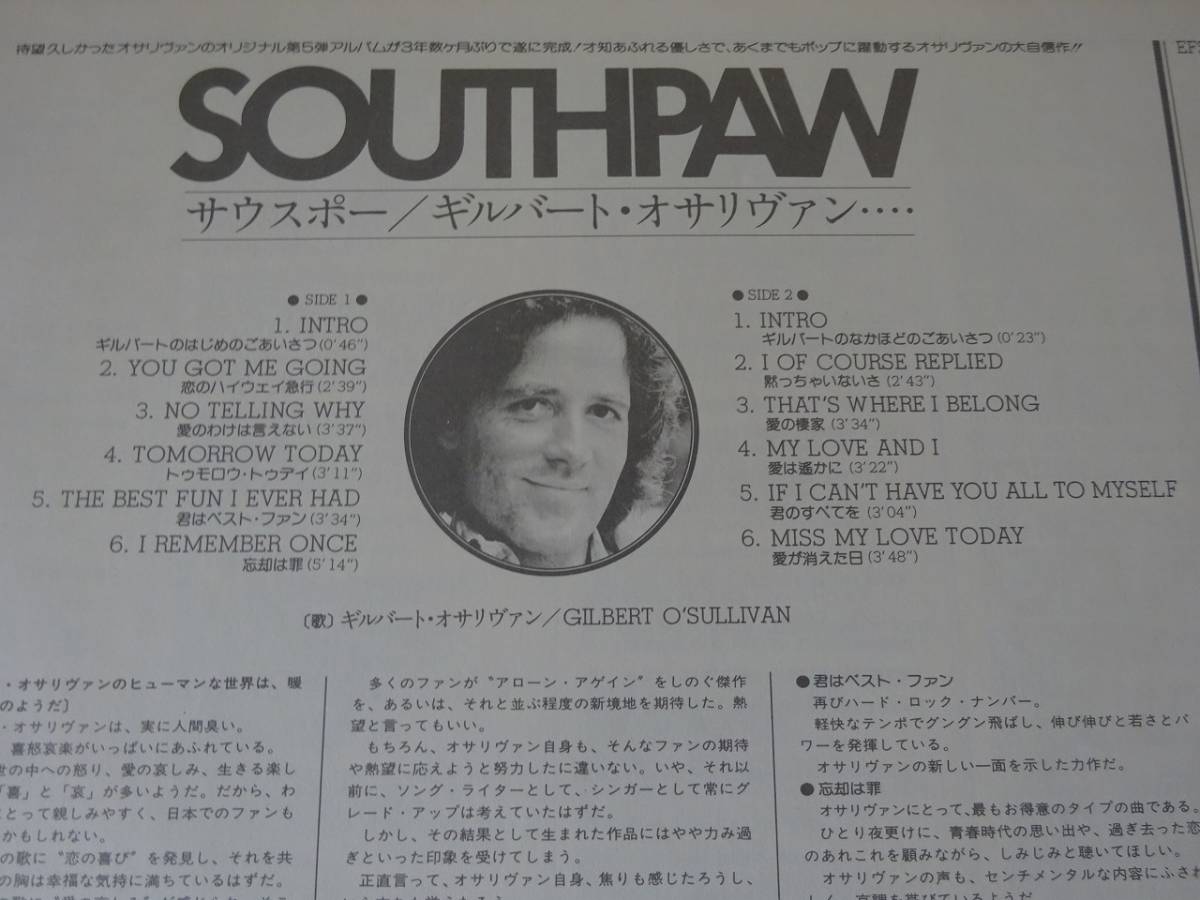 待望久しかったオサリヴァンのオリジナル第5弾アルバムが3年数ヶ月ぶりで遂に完成!才知あふれる優しさで、あくまでもポップに躍動するオサリヴァンの大自信作!!
SOUTHPAW
サウスポー/ギルバート・オサリヴァン‥‥
● SIDE 1 ●
1. INTRO
ギルバートのはじめのごあいさつ(0'46")
2. YOU GOT ME GOING
恋のハイウェイ急行(2'39")
3. NO TELLING WHY
愛のわけは言えない(3'37")
4. TOMORROW TODAY
トゥモロウ・トゥデイ(3'11")
5. THE BEST FUN I EVER HAD
君はベスト・ファン(3'34")
6. I REMEMBER ONCE
忘却は罪(5'14")
● SIDE 2 ●
1. INTRO
ギルバートのなかほどのごあいさつ(0'23")
2. I OF COURSE REPLIED
黙っちゃいないさ(2'43")
3. THAT'S WHERE I BELONG
愛の棲家(3'34")
4. MY LOVE AND I
愛は遙かに(3'22")
5. IF I CAN'T HAVE YOU ALL TO MYSELF
君のすべてを(3'04")
6. MISS MY LOVE TODAY
愛が消えた日(3'48")
〔歌〕ギルバート・オサリヴァン/GILBERT O'SULLIVAN
・オサリヴァンのヒューマンな世界は、暖
のようだ〕
・オサリヴァンは、実に人間臭い。
喜怒哀楽がいっぱいにあふれている。
世の中への怒り、愛の哀しみ、生きる楽し
「喜」と「哀」が多いようだ。だから、わ
とって親しみやすく、日本でのファンも
かもしれない。
の歌に"恋の喜び"を発見し、それを共
の胸は幸福な気持に満ちているはずだ。
多くのファンが"アローン・アゲイン"をしのぐ傑作
を、あるいは、それと並ぶ程度の新境地を期待した。熱
望と言ってもいい。
もちろん、オサリヴァン自身も、そんなファンの期待
や熱望に応えようと努力したに違いない。いや、それ以
前に、ソング・ライターとして、シンガーとして常にグ
レード・アップは考えていたはずだ。
しかし、その結果として生まれた作品にはやや力み過
ぎといった印象を受けてしまう。
正直言って、オサリヴァン自身、焦りも感じたろうし、
●君はベスト・ファン
再びハード・ロック・ナンバー。
軽快なテンポでグングン飛ばし、伸び伸びと若さとパ
ワーを発揮している。
オサリヴァンの新しい一面を示した力作だ。
●忘却は罪
オサリヴァンにとって、最もお得意のタイプの曲である。
ひとり夜更けに、青春時代の思い出や、過ぎ去った恋
のあれこれを顧みながら、しみじみと聴いてほしい。
オサリヴァンの声も、センチメンタルな内容にふさわ